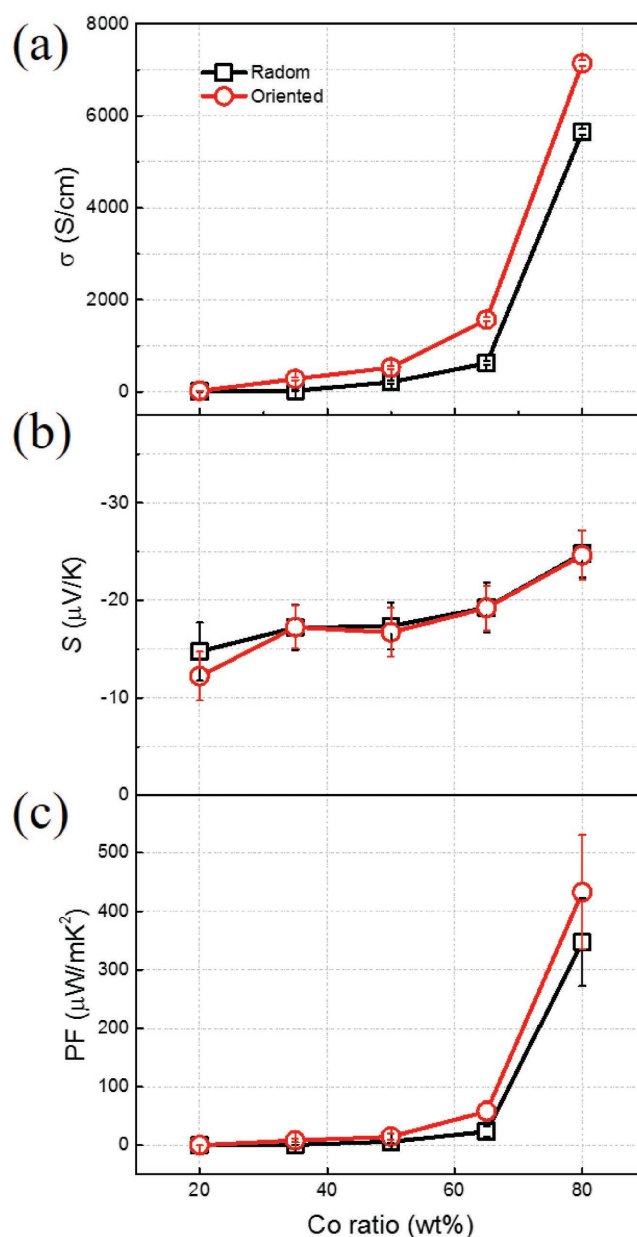 (a)
8000
6000
4000
2000
0
σ (S/cm)
Radom
Oriented
(b)
-30
-20
-10
0
S (μV/K)
(c)
500
400
300
200
100
0
PF (μW/mK²)
20 40 60 80
Co ratio (wt%)